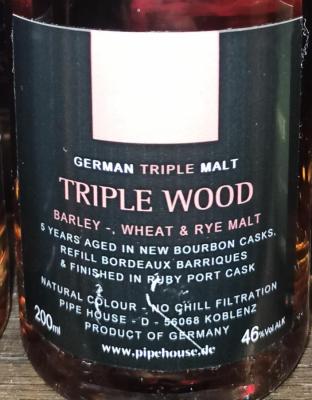 GERMAN TRIPLE MALT
TRIPLE WOOD
BARLEY -, WHEAT & RYE MALT
5 YEARS AGED IN NEW BOURBON CASKS,
REFILL BORDEAUX BARRIQUES
& FINISHED IN RUBY PORT CASK
NATURAL COLOUR - NO CHILL FILTRATION
PIPE HOUSE - D - 56068 KOBLENZ
200ml
PRODUCT OF GERMANY
46%Vol ALK
www.pipehouse.de